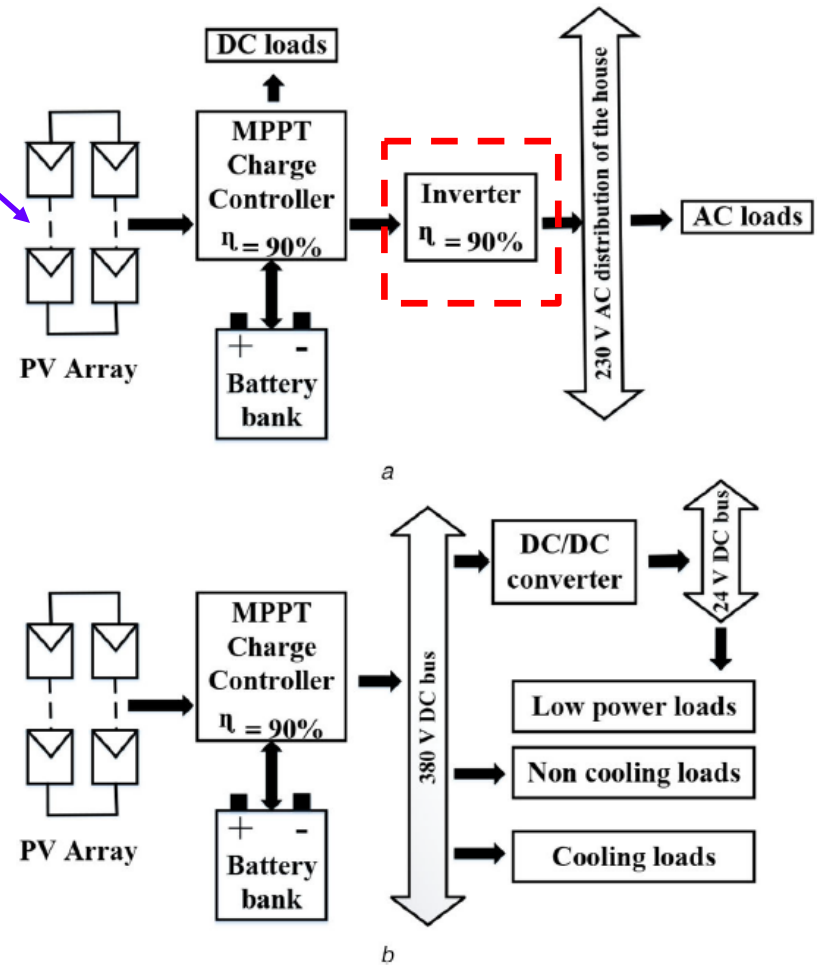 DC loads
MPPT
Charge
Controller
η = 90%
Inverter
η = 90%
230 V AC distribution of the house
AC loads
PV Array
+ -
Battery
bank
a
MPPT
Charge
Controller
η = 90%
380 V DC bus
DC/DC
converter
24 V DC bus
Low power loads
Non cooling loads
Cooling loads
PV Array
+ -
Battery
bank
b